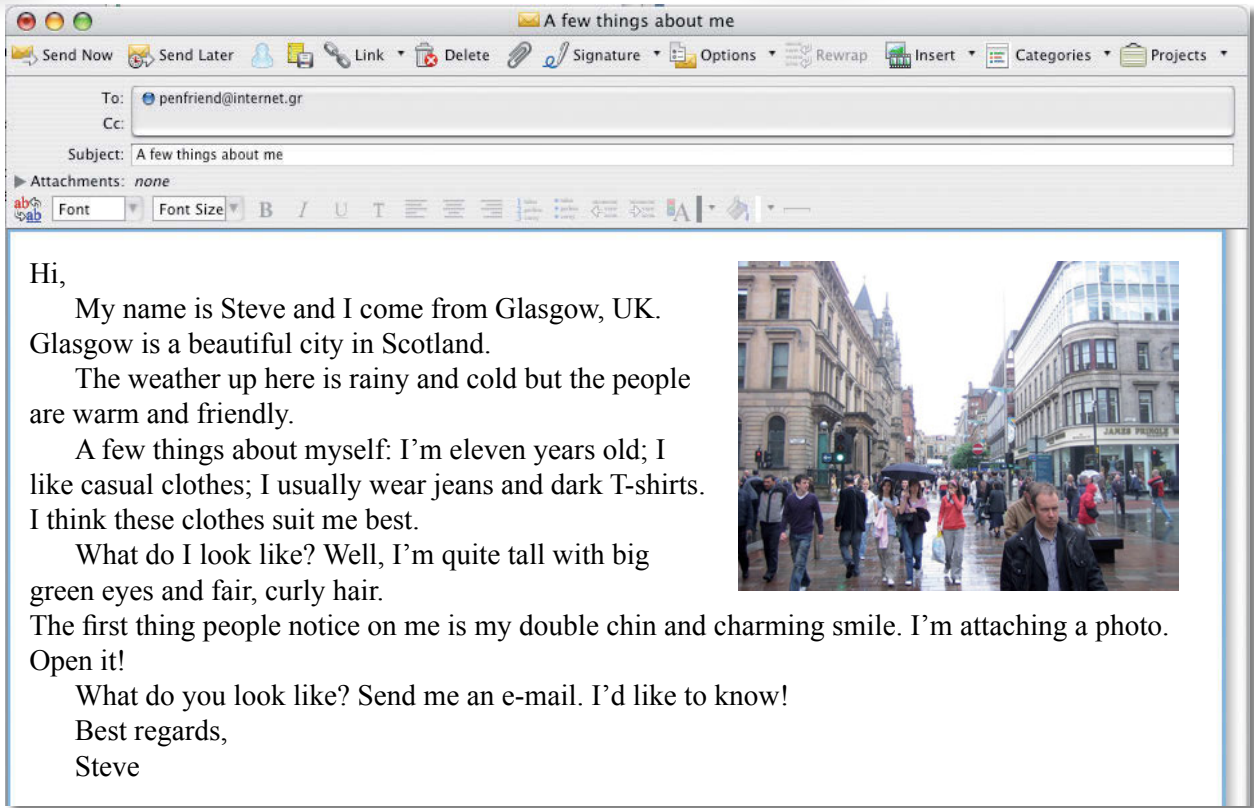 A few things about me
Send Now Send Later Link Delete Signature Options Rewrap Insert Categories Projects
To: penfriend@internet.gr
Cc:
Subject: A few things about me
Attachments: none
Font Font Size B I U T
Hi,
My name is Steve and I come from Glasgow, UK.
Glasgow is a beautiful city in Scotland.
The weather up here is rainy and cold but the people
are warm and friendly.
A few things about myself: I'm eleven years old; I
like casual clothes; I usually wear jeans and dark T-shirts.
I think these clothes suit me best.
What do I look like? Well, I'm quite tall with big
green eyes and fair, curly hair.
The first thing people notice on me is my double chin and charming smile. I'm attaching a photo.
Open it!
What do you look like? Send me an e-mail. I'd like to know!
Best regards,
Steve
JAMES PRINGLE W